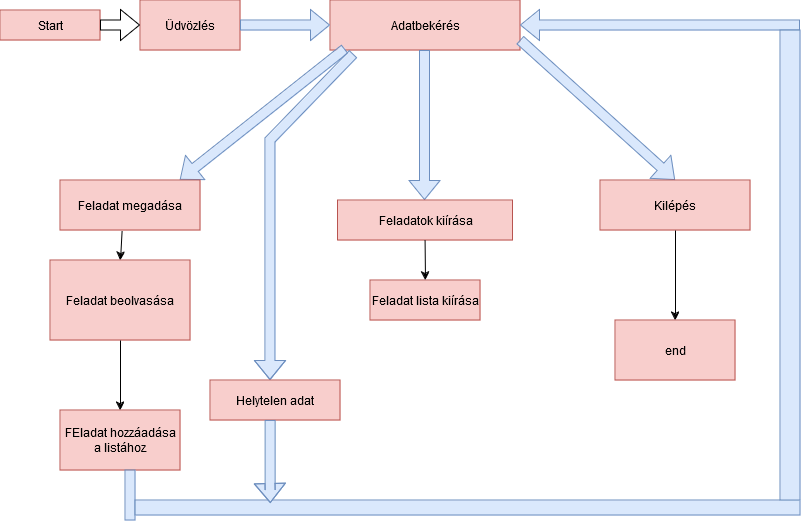 Start
Üdvözlés
Adatbekérés
Feladat megadása
Feladatok kiírása
Kilépés
Feladat beolvasása
Feladat lista kiírása
end
Helytelen adat
FEladat hozzáadása
a listához